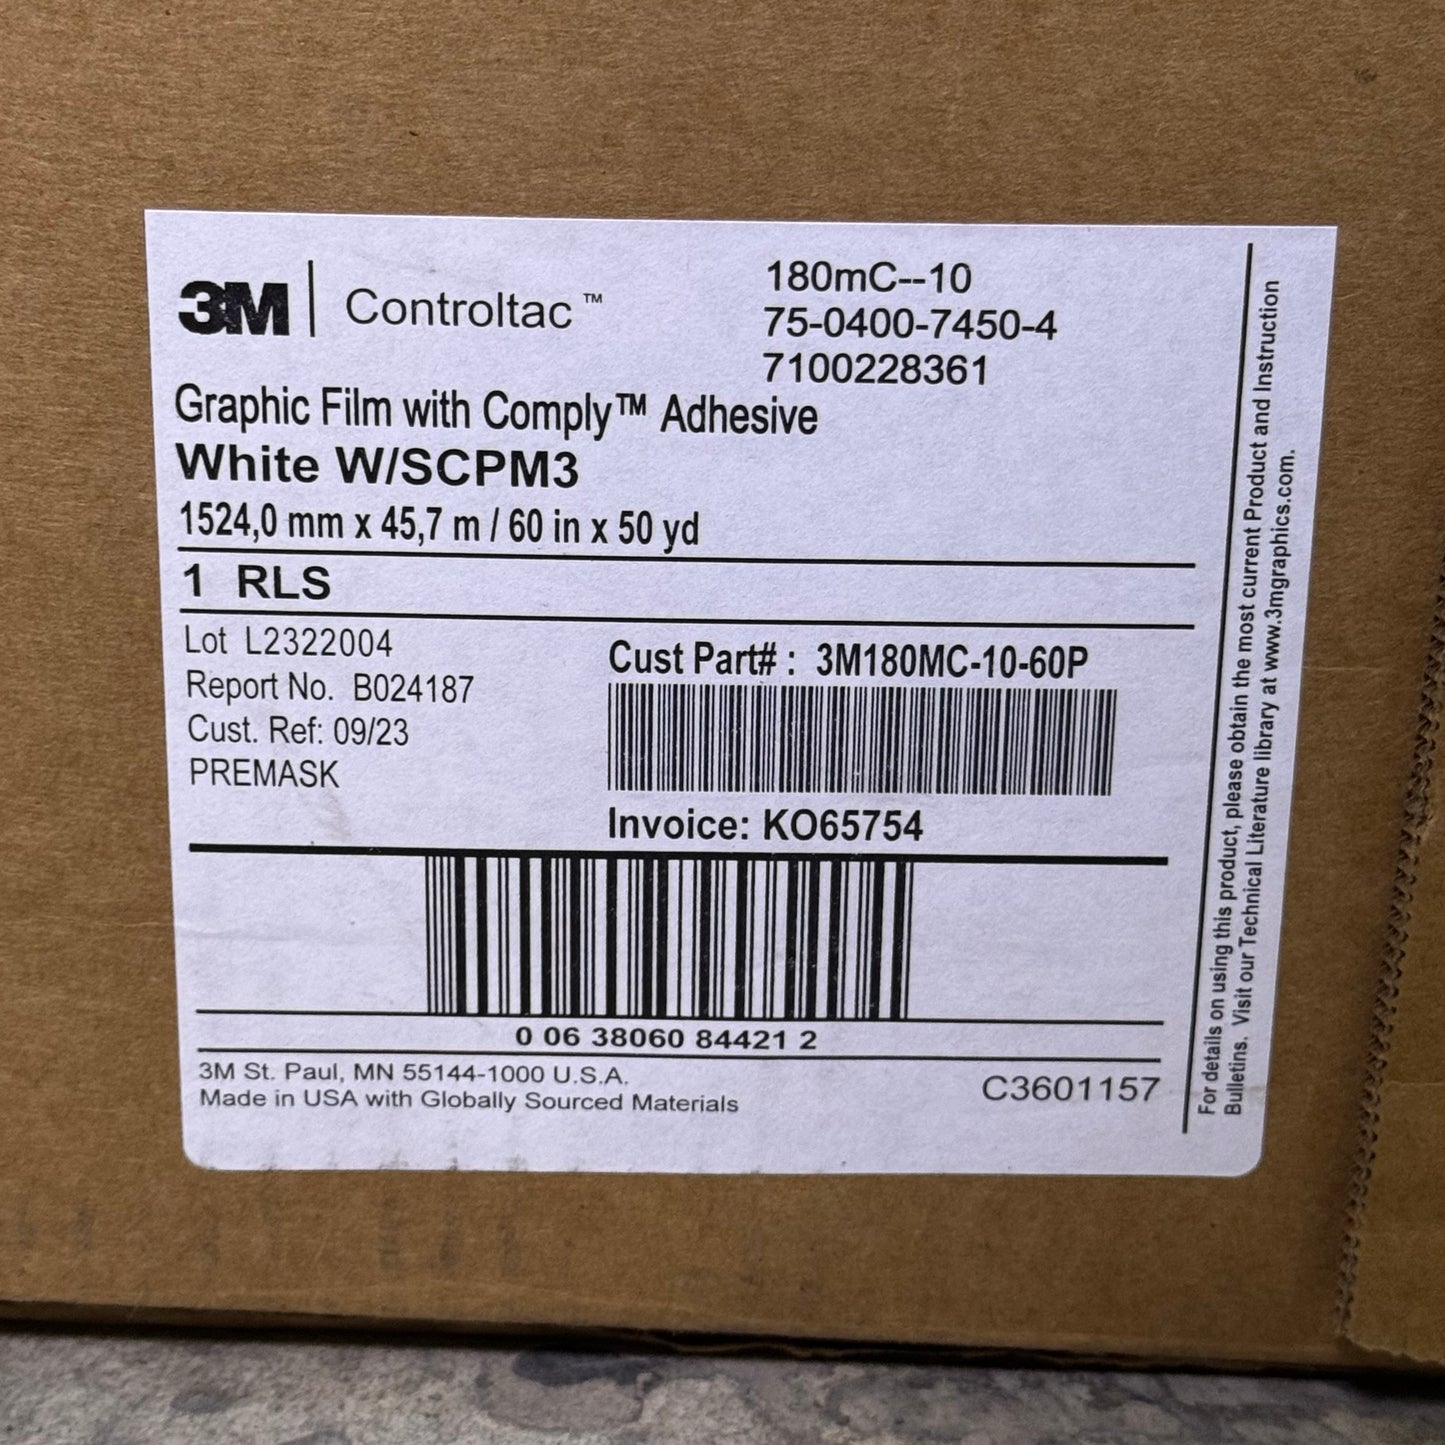 3M | Controltac™
180mC--10
75-0400-7450-4
7100228361
Graphic Film with Comply™ Adhesive
White W/SCPM3
1524,0 mm x 45,7 m / 60 in x 50 yd
1 RLS
Lot L2322004
Report No. B024187
Cust. Ref: 09/23
PREMASK
Cust Part# : 3M180MC-10-60P
Invoice: KO65754
0 06 38060 84421 2
3M St. Paul, MN 55144-1000 U.S.A.
Made in USA with Globally Sourced Materials
C3601157
For details on using this product, please obtain the most current Product and Instruction
Bulletins. Visit our Technical Literature library at www.3mgraphics.com.